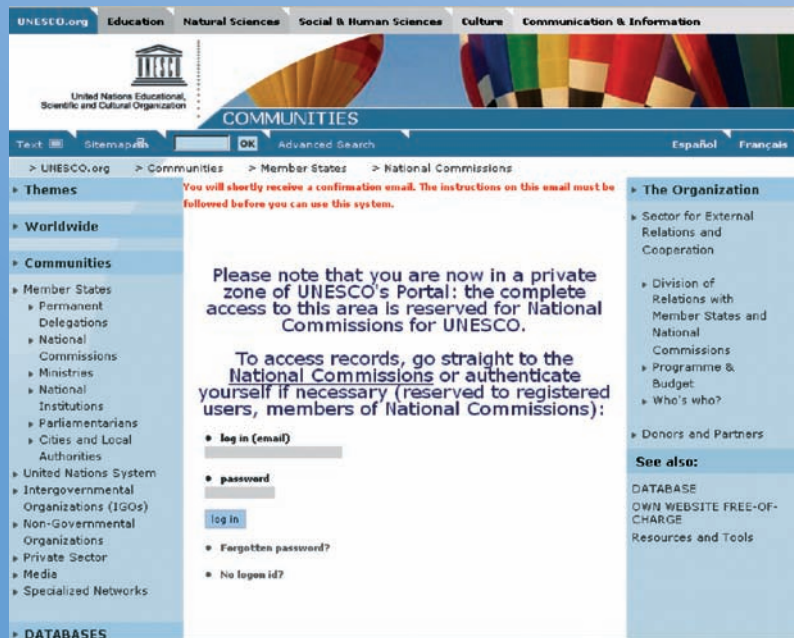 UNESCO.org Education Natural Sciences Social & Human Sciences Culture Communication & Information
United Nations Educational,
Scientific and Cultural Organization
COMMUNITIES
Text Sitemap OK Advanced Search Español Français
> UNESCO.org > Communities > Member States > National Commissions
Themes
Worldwide
Communities
Member States
Permanent
Delegations
National
Commissions
Ministries
National
Institutions
Parliamentarians
Cities and Local
Authorities
United Nations System
Intergovernmental
Organizations (IGOs)
Non-Governmental
Organizations
Private Sector
Media
Specialized Networks
DATABASES
You will shortly receive a confirmation email. The instructions on this email must be
followed before you can use this system.
Please note that you are now in a private
zone of UNESCO's Portal: the complete
access to this area is reserved for National
Commissions for UNESCO.
To access records, go straight to the
National Commissions or authenticate
yourself if necessary (reserved to registered
users, members of National Commissions):
• log in (email)
• password
log in
• Forgotten password?
• No logon id?
The Organization
Sector for External
Relations and
Cooperation
Division of
Relations with
Member States and
National
Commissions
Programme &
Budget
Who's who?
Donors and Partners
See also:
DATABASE
OWN WEBSITE FREE-OF-
CHARGE
Resources and Tools